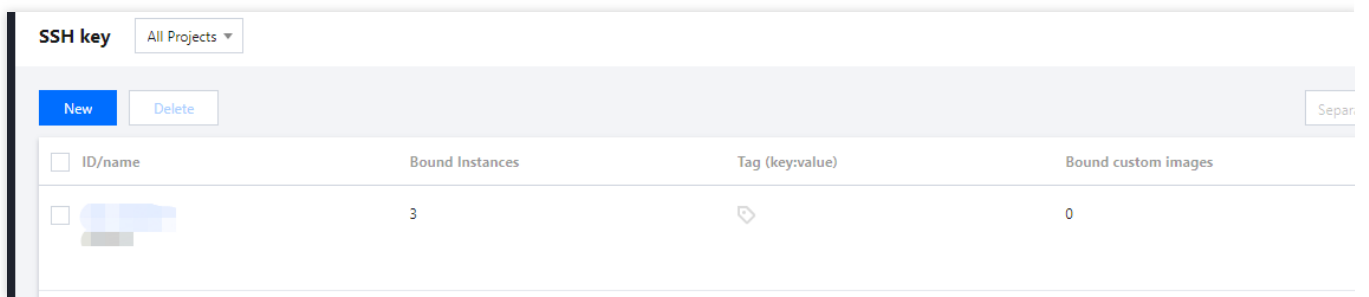 SSH key All Projects
New Delete
ID/name Bound Instances Tag (key:value) Bound custom images
3 0